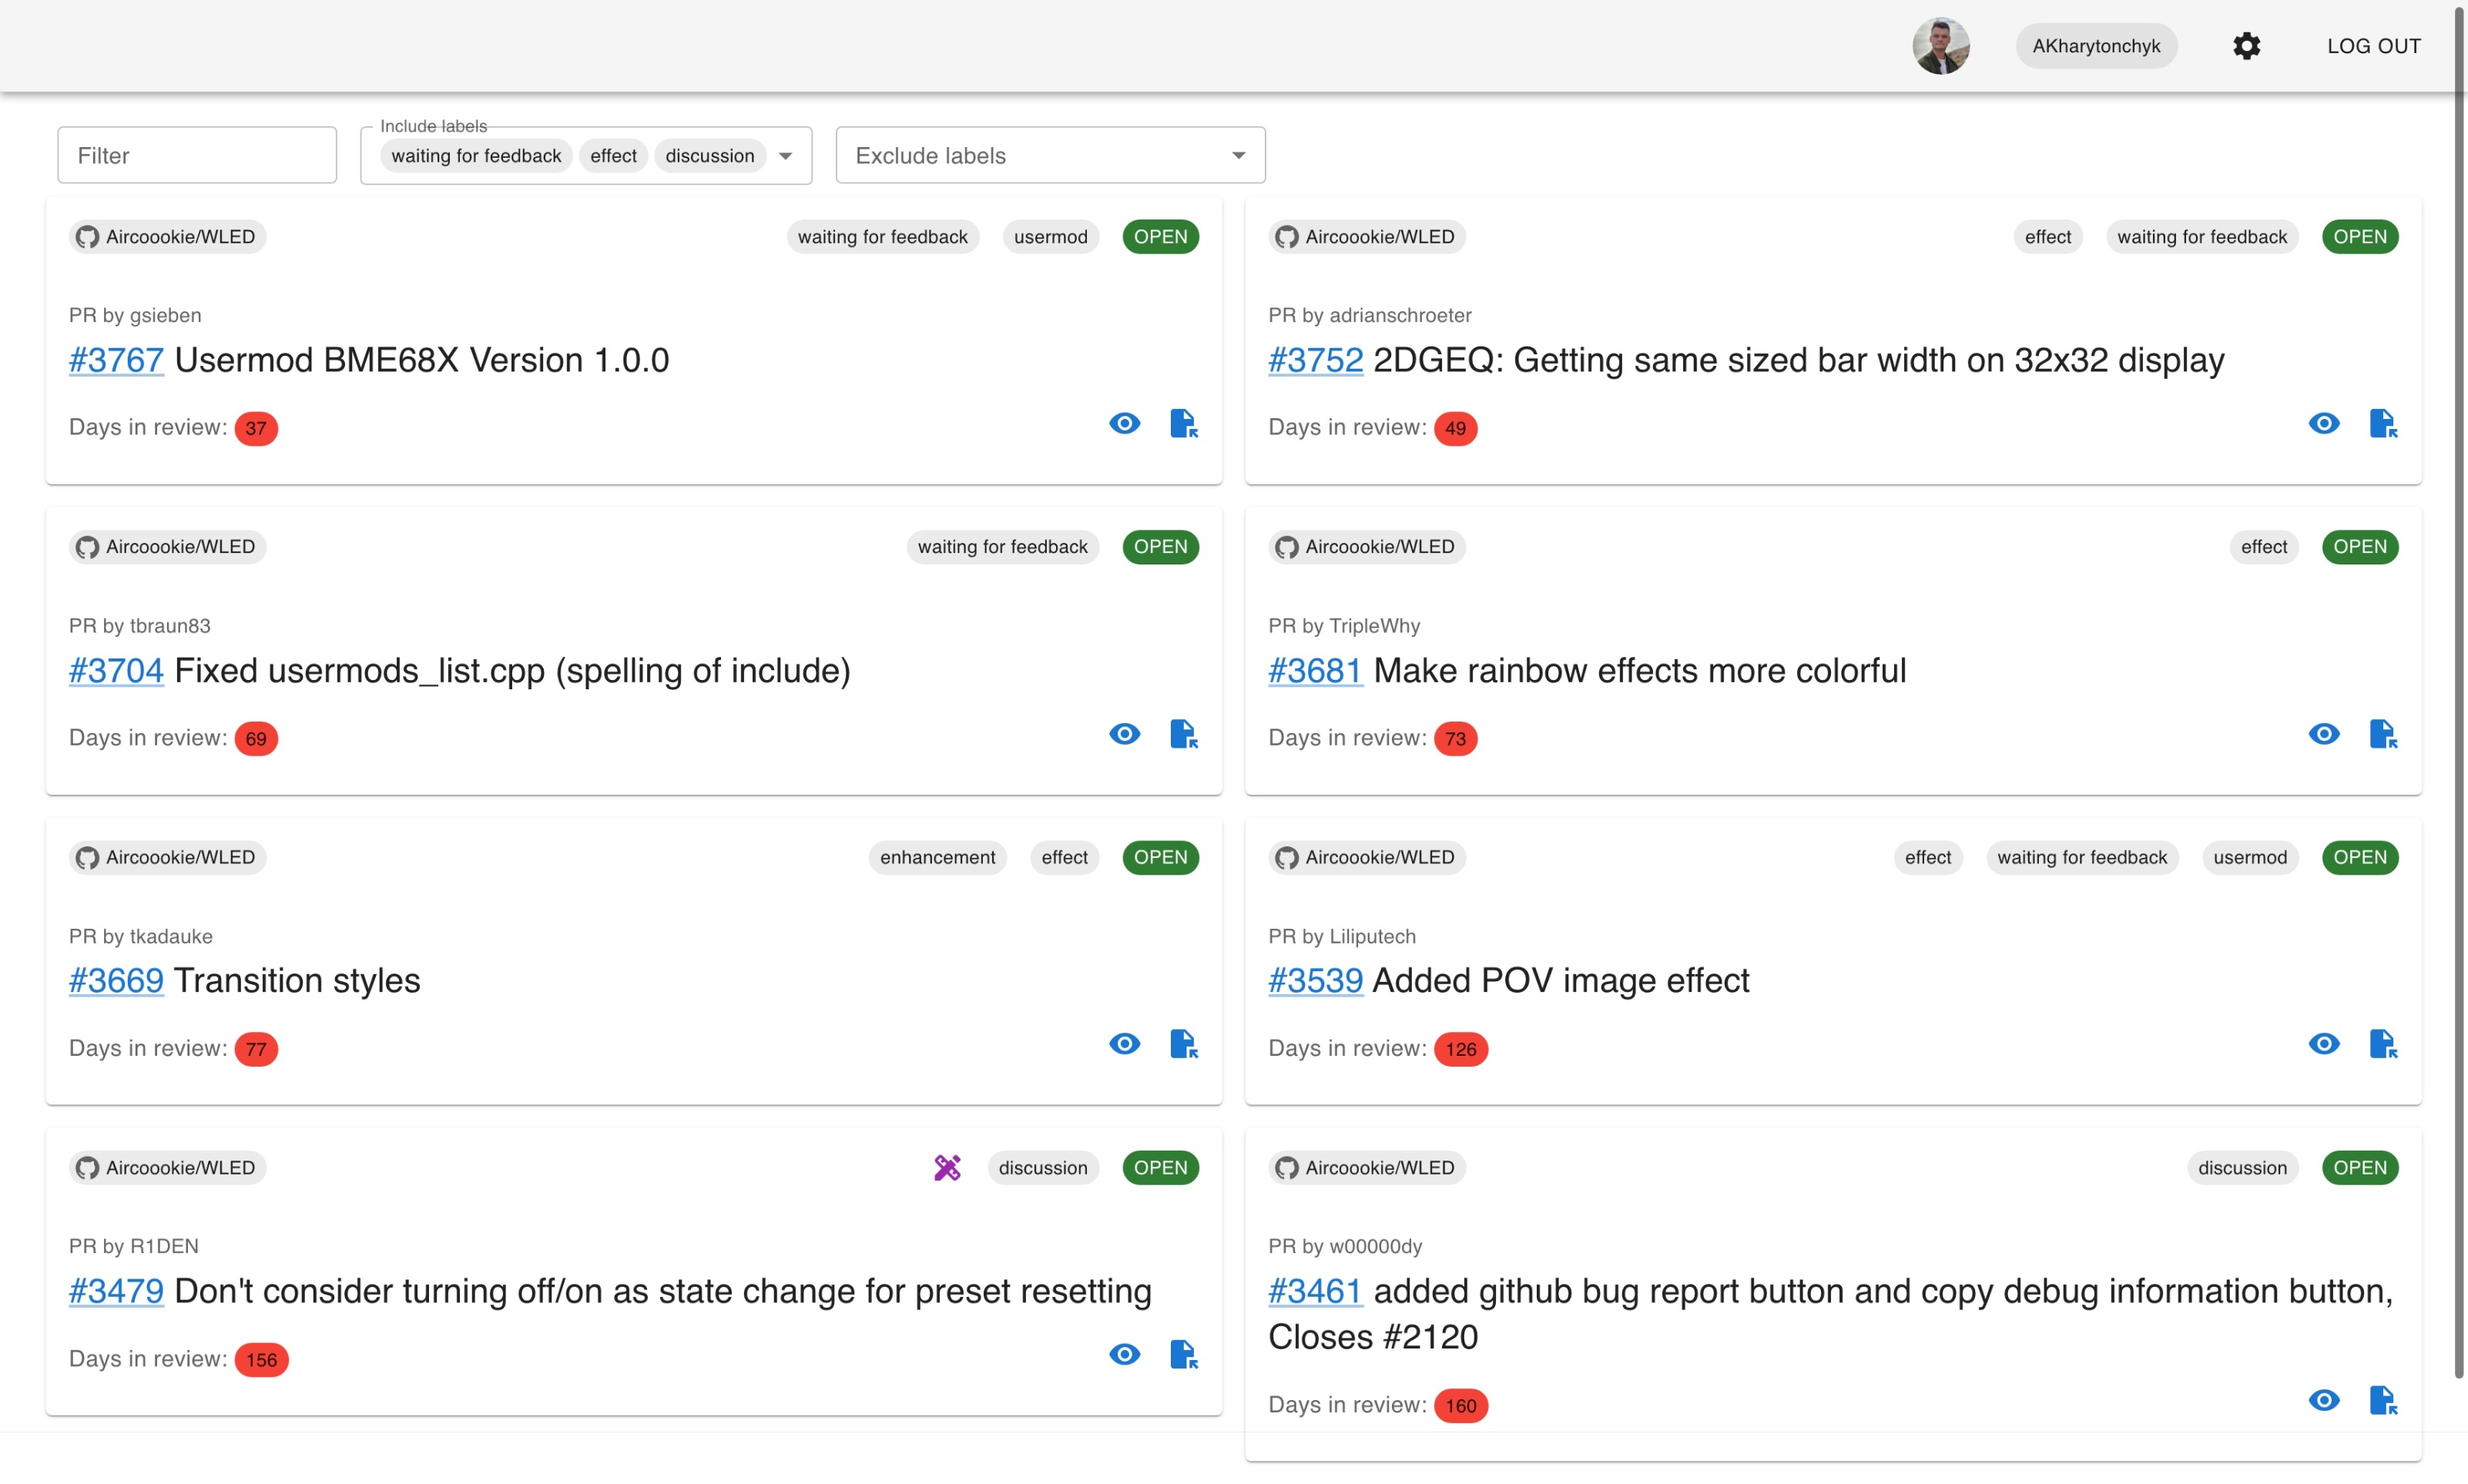 AKharytonchyk
LOG OUT
Filter
Include labels
waiting for feedback effect discussion
Exclude labels
Aircoookie/WLED waiting for feedback usermod OPEN
PR by gsieben
#3767 Usermod BME68X Version 1.0.0
Days in review: 37
Aircoookie/WLED effect waiting for feedback OPEN
PR by adrianschroeter
#3752 2DGEQ: Getting same sized bar width on 32x32 display
Days in review: 49
Aircoookie/WLED waiting for feedback OPEN
PR by tbraun83
#3704 Fixed usermods_list.cpp (spelling of include)
Days in review: 69
Aircoookie/WLED effect OPEN
PR by TripleWhy
#3681 Make rainbow effects more colorful
Days in review: 73
Aircoookie/WLED enhancement effect OPEN
PR by tkadauke
#3669 Transition styles
Days in review: 77
Aircoookie/WLED effect waiting for feedback usermod OPEN
PR by Liliputech
#3539 Added POV image effect
Days in review: 126
Aircoookie/WLED discussion OPEN
PR by R1DEN
#3479 Don't consider turning off/on as state change for preset resetting
Days in review: 156
Aircoookie/WLED discussion OPEN
PR by w00000dy
#3461 added github bug report button and copy debug information button,
Closes #2120
Days in review: 160